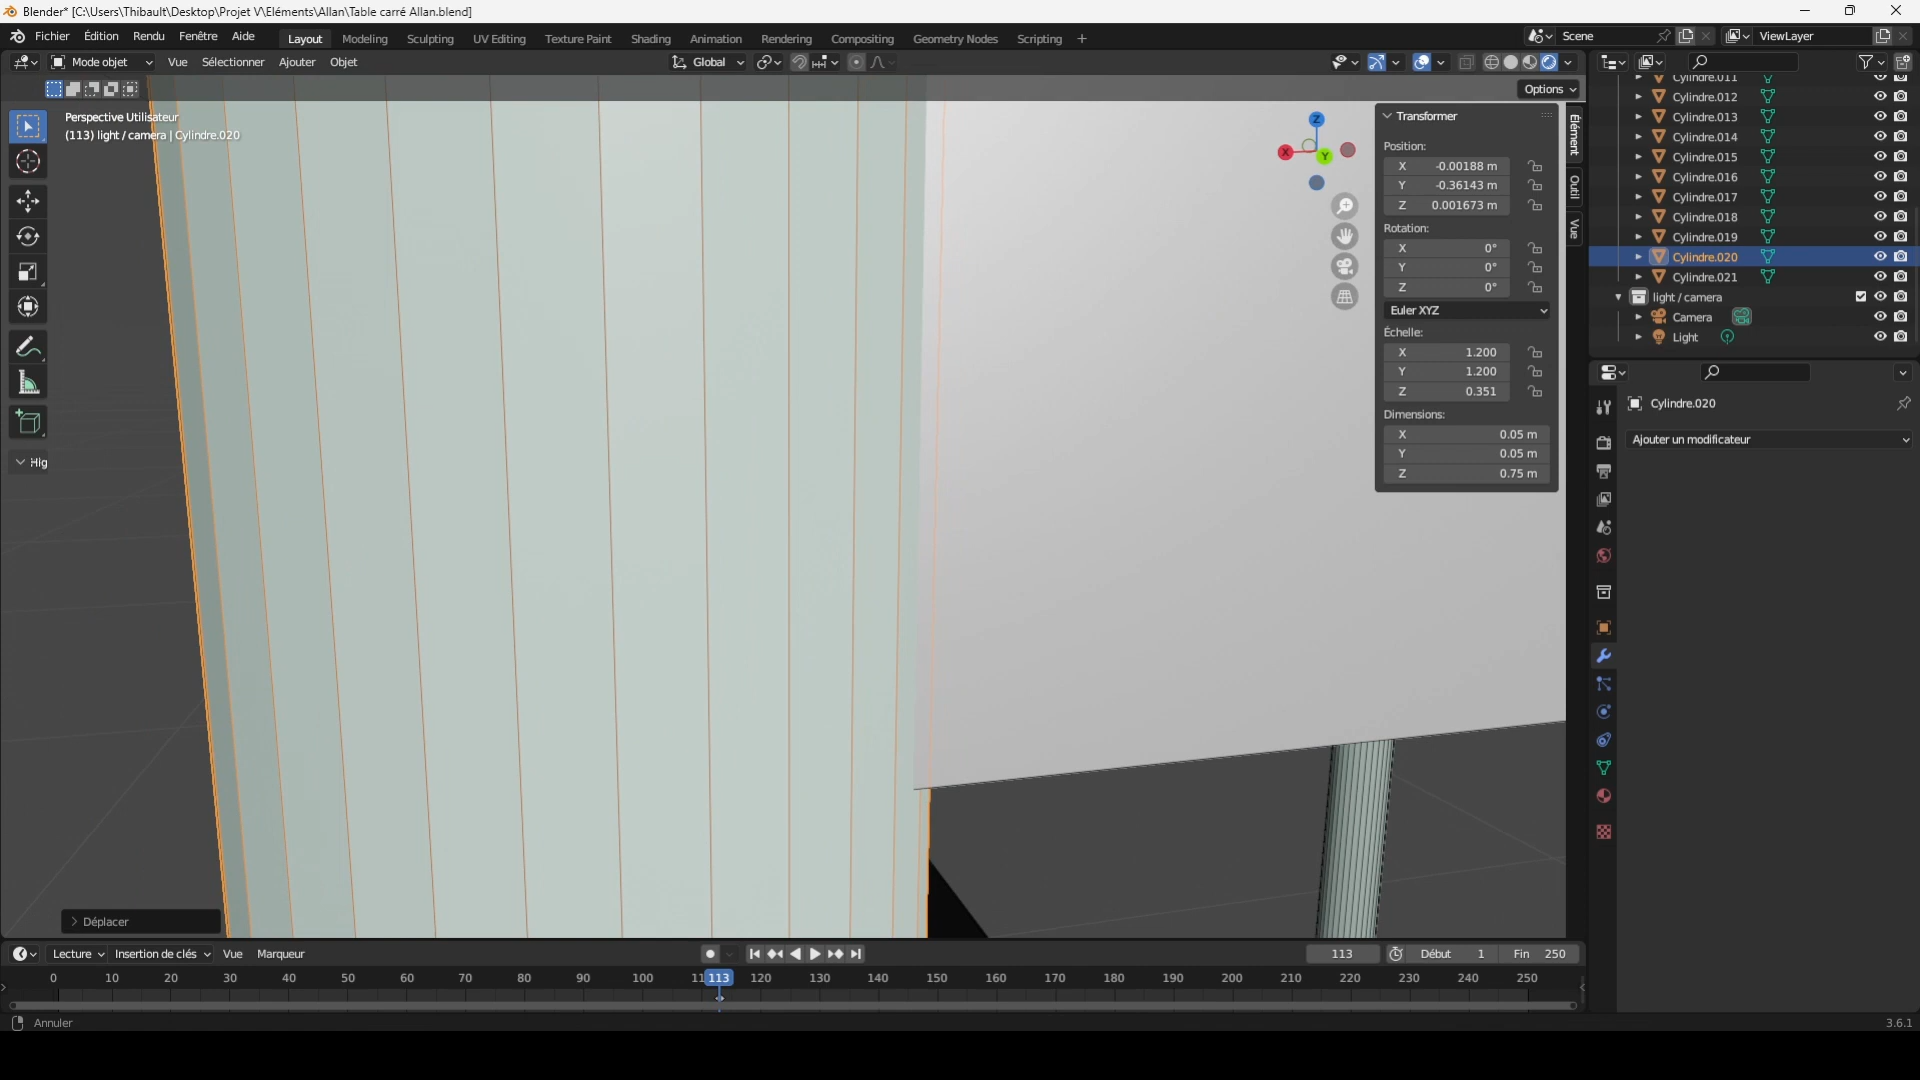 Blender* [C:\Users\Thibault\Desktop\Projet V\Eléments\Allan\Table carré Allan.blend]
Fichier Édition Rendu Fenêtre Aide Layout Modeling Sculpting UV Editing Texture Paint Shading Animation Rendering Compositing Geometry Nodes Scripting + Scene ViewLayer
Mode objet Vue Sélectionner Ajouter Objet Global
Options
Perspective Utilisateur
(113) light / camera | Cylindre.020
Hig
Z
X
Y
Transformer
Position:
X -0.00188 m
Y -0.36143 m
Z 0.001673 m
Rotation:
X 0°
Y 0°
Z 0°
Euler XYZ
Échelle:
X 1.200
Y 1.200
Z 0.351
Dimensions:
X 0.05 m
Y 0.05 m
Z 0.75 m
Élément
Outil
Vue
Cylindre.011
Cylindre.012
Cylindre.013
Cylindre.014
Cylindre.015
Cylindre.016
Cylindre.017
Cylindre.018
Cylindre.019
Cylindre.020
Cylindre.021
light / camera
Camera
Light
Cylindre.020
Ajouter un modificateur
Déplacer
Lecture Insertion de clés Vue Marqueur 113 Début 1 Fin 250
0 10 20 30 40 50 60 70 80 90 100 11 113 120 130 140 150 160 170 180 190 200 210 220 230 240 250
Annuler 3.6.1